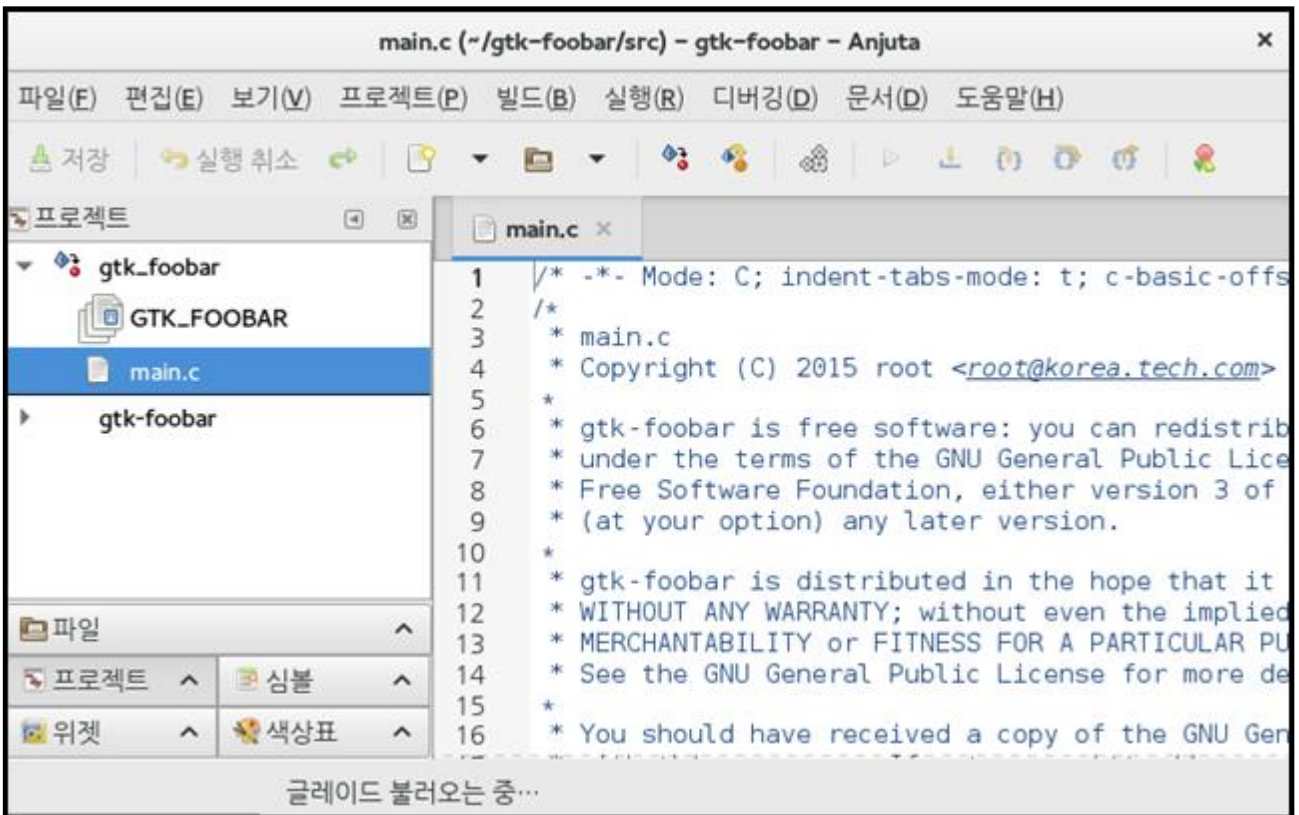 main.c (~/gtk-foobar/src) – gtk-foobar – Anjuta
파일(F) 편집(E) 보기(V) 프로젝트(P) 빌드(B) 실행(R) 디버깅(D) 문서(D) 도움말(H)
저장 실행 취소
프로젝트
gtk_foobar
GTK_FOOBAR
main.c
gtk-foobar
파일
프로젝트 심볼
위젯 색상표
main.c
1 /* -*- Mode: C; indent-tabs-mode: t; c-basic-offs
2 /*
3 * main.c
4 * Copyright (C) 2015 root <root@korea.tech.com>
5 *
6 * gtk-foobar is free software: you can redistrib
7 * under the terms of the GNU General Public Lice
8 * Free Software Foundation, either version 3 of
9 * (at your option) any later version.
10 *
11 * gtk-foobar is distributed in the hope that it
12 * WITHOUT ANY WARRANTY; without even the implied
13 * MERCHANTABILITY or FITNESS FOR A PARTICULAR PU
14 * See the GNU General Public License for more de
15 *
16 * You should have received a copy of the GNU Gen
글레이드 불러오는 중…